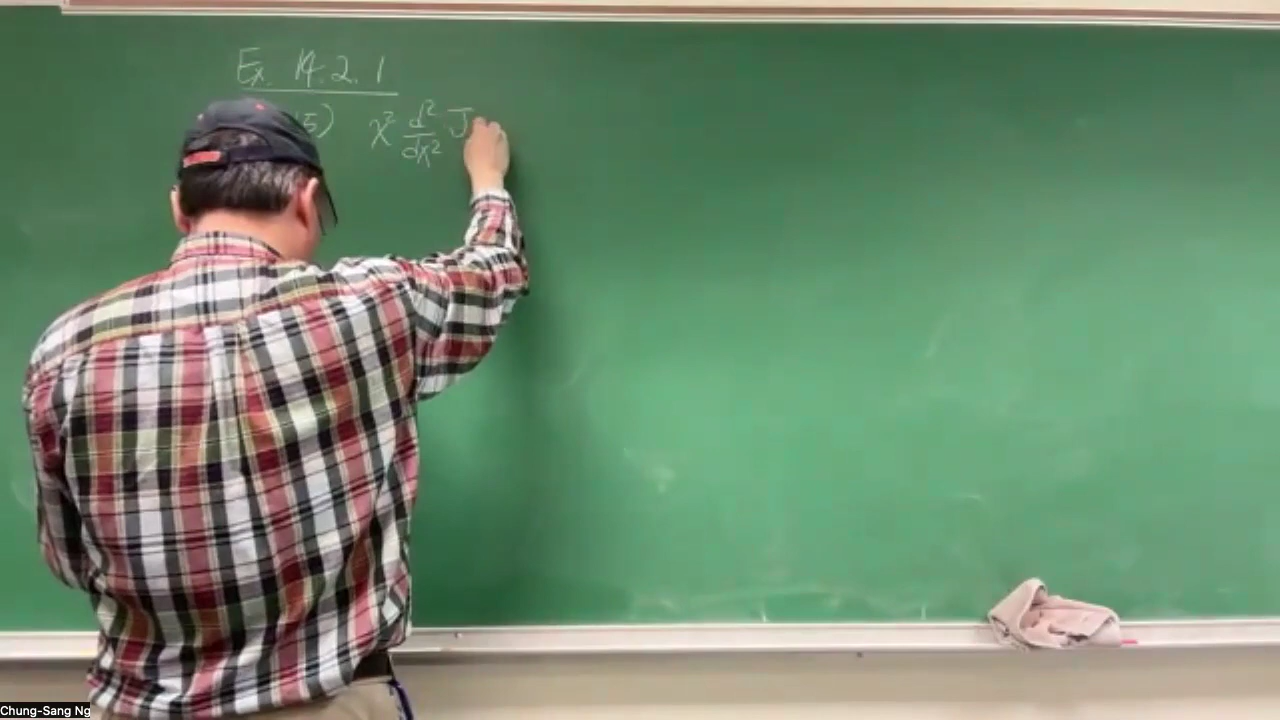 Ex. 14.2.1
5) x² d²/dx² J
Chung-Sang Ng